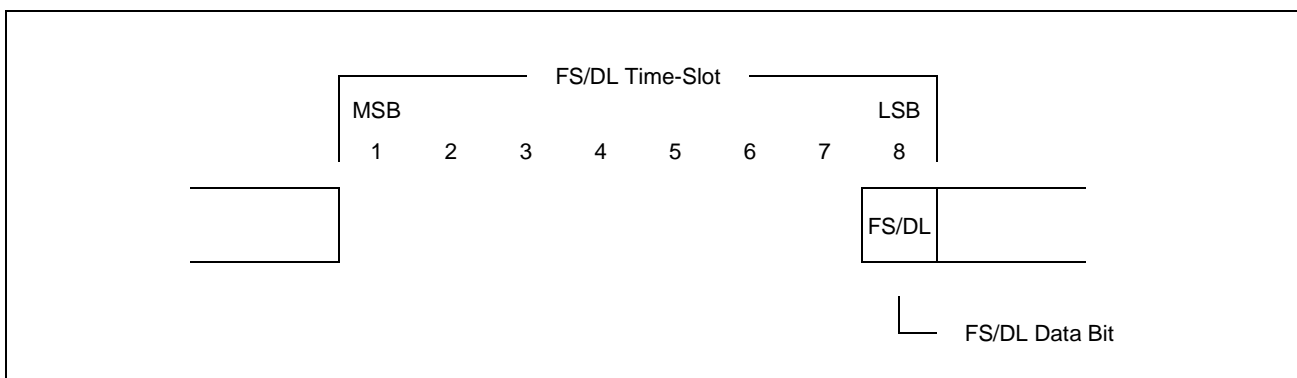 FS/DL Time-Slot
MSB LSB
1 2 3 4 5 6 7 8
FS/DL
FS/DL Data Bit